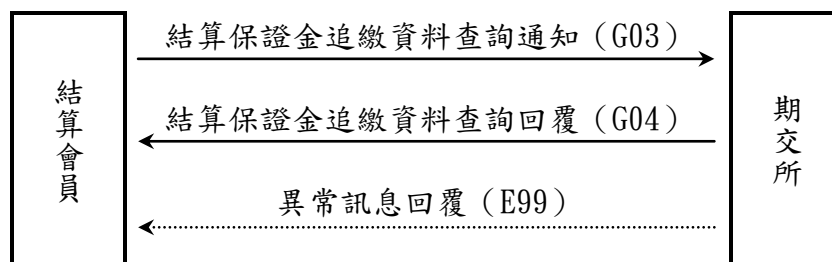 結算保證金追繳資料查詢通知（G03）
結算會員
結算保證金追繳資料查詢回覆（G04）
期交所
異常訊息回覆（E99）